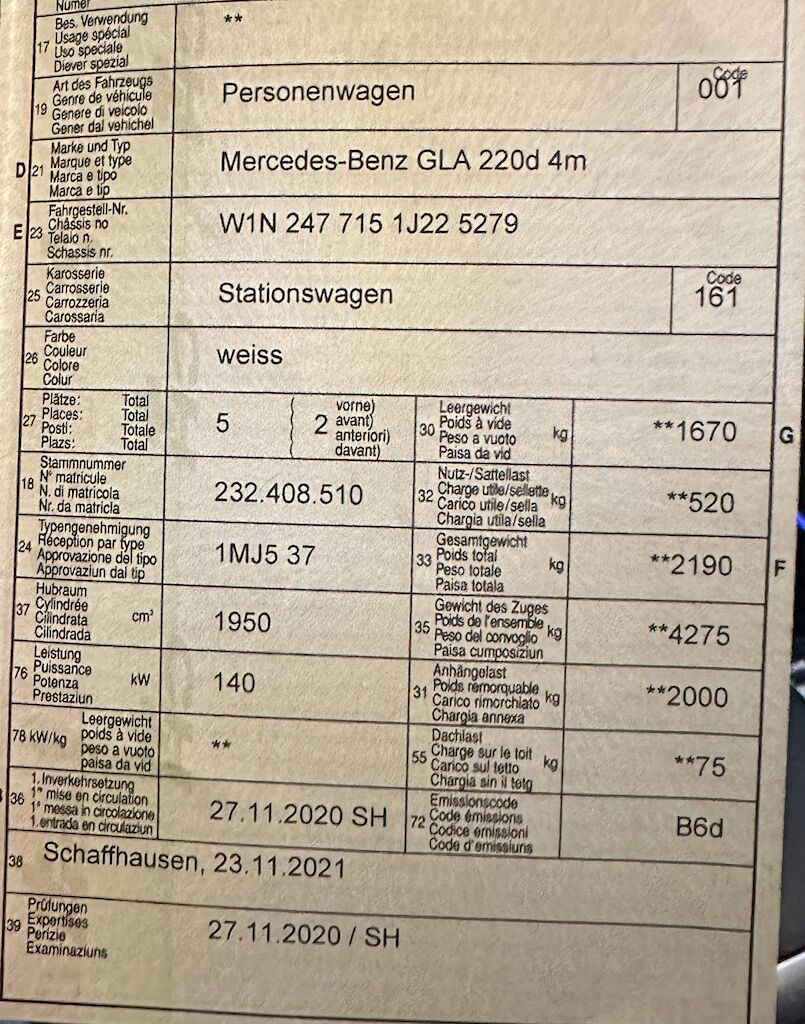 Numer
17 Bes. Verwendung
Usage spécial
Uso speciale
Diever spezial
**
19 Art des Fahrzeugs
Genre de véhicule
Genere di veicolo
Gener dal vehichel
Personenwagen
Code
001
D 21 Marke und Typ
Marque et type
Marca e tipo
Marca e tip
Mercedes-Benz GLA 220d 4m
E 23 Fahrgestell-Nr.
Châssis no
Telaio n.
Schassis nr.
W1N 247 715 1J22 5279
25 Karosserie
Carrosserie
Carrozzeria
Carossaria
Stationswagen
Code
161
26 Farbe
Couleur
Colore
Colur
weiss
27 Plätze: Total
Places: Total
Posti: Totale
Plazs: Total
5
2 vorne)
avant)
anteriori)
davant)
30 Leergewicht
Poids à vide
Peso a vuoto
Paisa da vid
kg
**1670
G
18 Stammnummer
N° matricule
N. di matricola
Nr. da matricla
232.408.510
32 Nutz-/Sattellast
Charge utile/sellette
Carico utile/sella
Chargia utila/sella
kg
**520
24 Typengenehmigung
Réception par type
Approvazione del tipo
Approvaziun dal tip
1MJ5 37
33 Gesamtgewicht
Poids total
Peso totale
Paisa totala
kg
**2190
F
37 Hubraum
Cylindrée
Cilindrata
Cilindrada
cm³
1950
35 Gewicht des Zuges
Poids de l'ensemble
Peso del convoglio
Paisa cumposiziun
kg
**4275
76 Leistung
Puissance
Potenza
Prestaziun
kW
140
31 Anhängelast
Poids remorquable
Carico rimorchiato
Chargia annexa
kg
**2000
78 kW/kg Leergewicht
poids à vide
peso a vuoto
paisa da vid
**
55 Dachlast
Charge sur le toit
Carico sul tetto
Chargia sin il tetg
kg
**75
36 1. Inverkehrsetzung
1re mise en circulation
1a messa in circolazione
1. entrada en circulaziun
27.11.2020 SH
72 Emissionscode
Code émissions
Codice emissioni
Code d'emissiuns
B6d
38 Schaffhausen, 23.11.2021
39 Prüfungen
Expertises
Perizie
Examinaziuns
27.11.2020 / SH